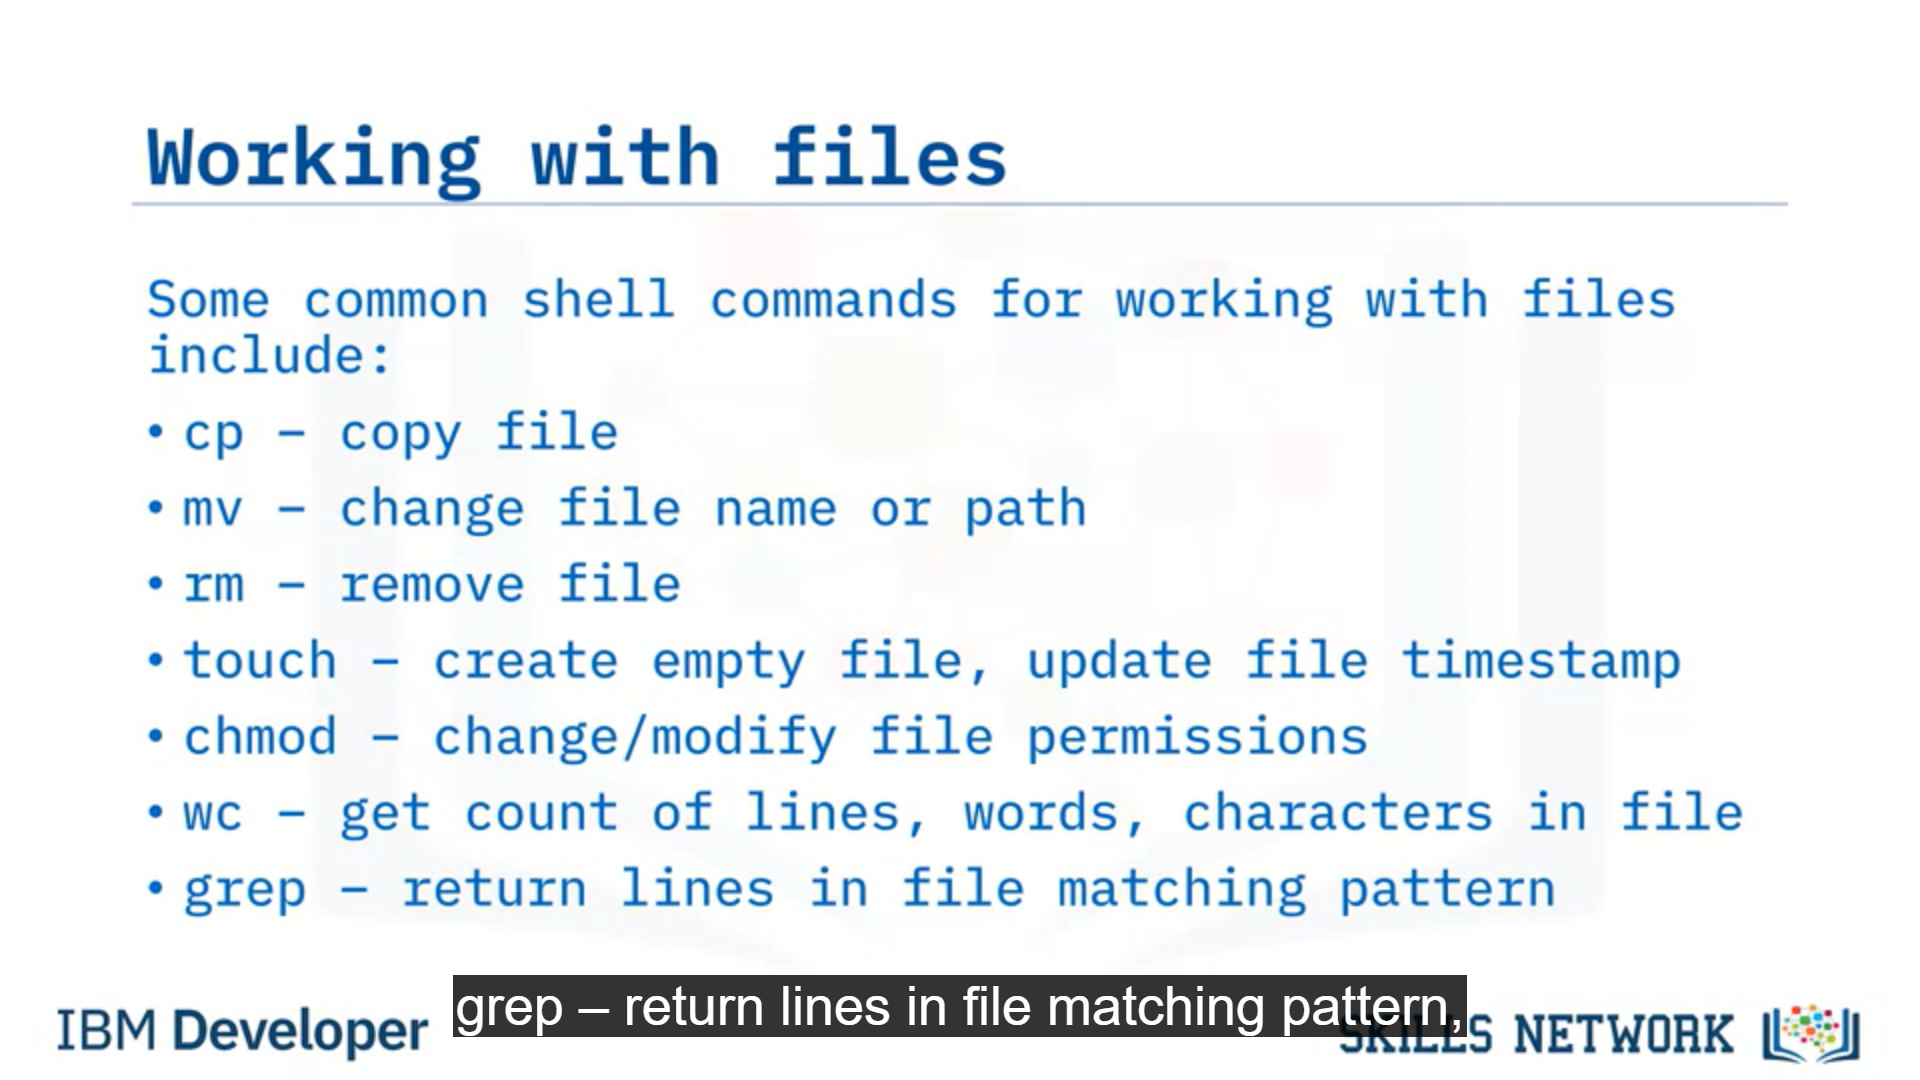 Working with files
Some common shell commands for working with files
include:
• cp – copy file
• mv – change file name or path
• rm – remove file
• touch – create empty file, update file timestamp
• chmod – change/modify file permissions
• wc – get count of lines, words, characters in file
• grep – return lines in file matching pattern
grep – return lines in file matching pattern,
IBM Developer
SKILLS NETWORK